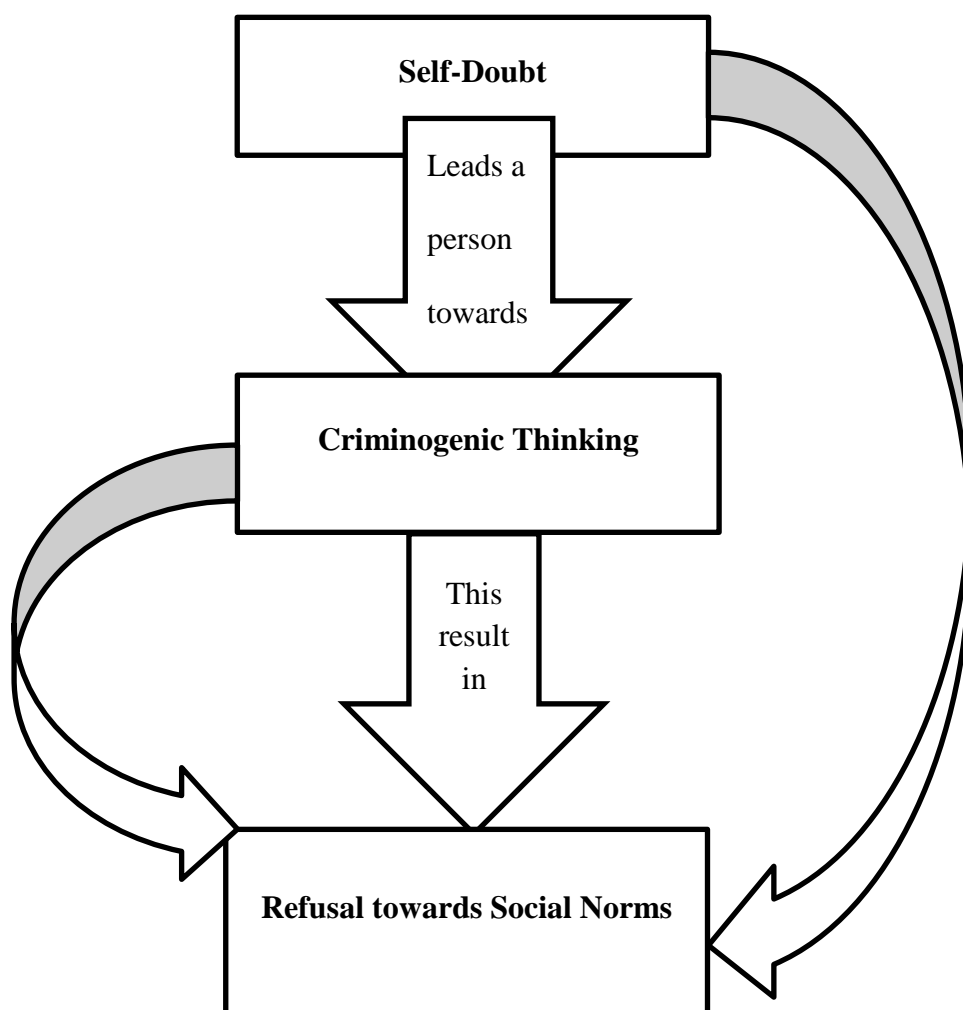 Self-Doubt
Leads a
person
towards
Criminogenic Thinking
This
result
in
Refusal towards Social Norms